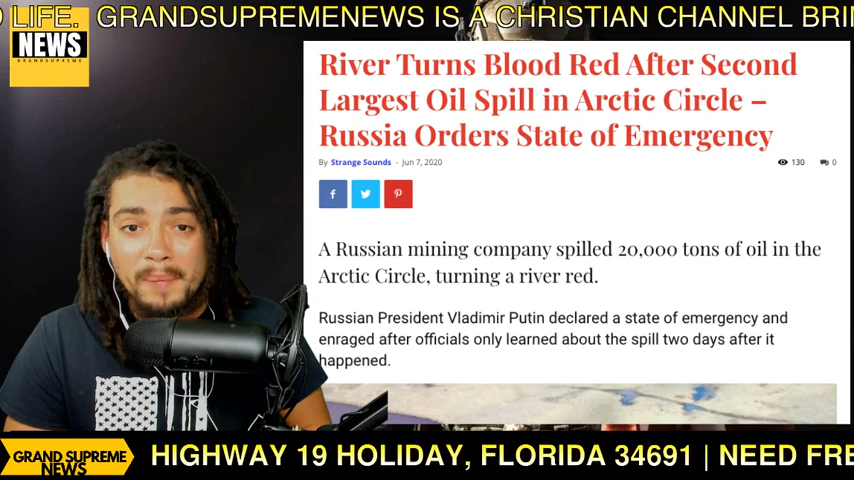 D LIFE. GRANDSUPREMENEWS IS A CHRISTIAN CHANNEL BRIN
NEWS
GRANDSUPREME
River Turns Blood Red After Second
Largest Oil Spill in Arctic Circle –
Russia Orders State of Emergency
By Strange Sounds - Jun 7, 2020
130
0
A Russian mining company spilled 20,000 tons of oil in the
Arctic Circle, turning a river red.
Russian President Vladimir Putin declared a state of emergency and
enraged after officials only learned about the spill two days after it
happened.
GRAND SUPREME
NEWS
HIGHWAY 19 HOLIDAY, FLORIDA 34691 | NEED FRE